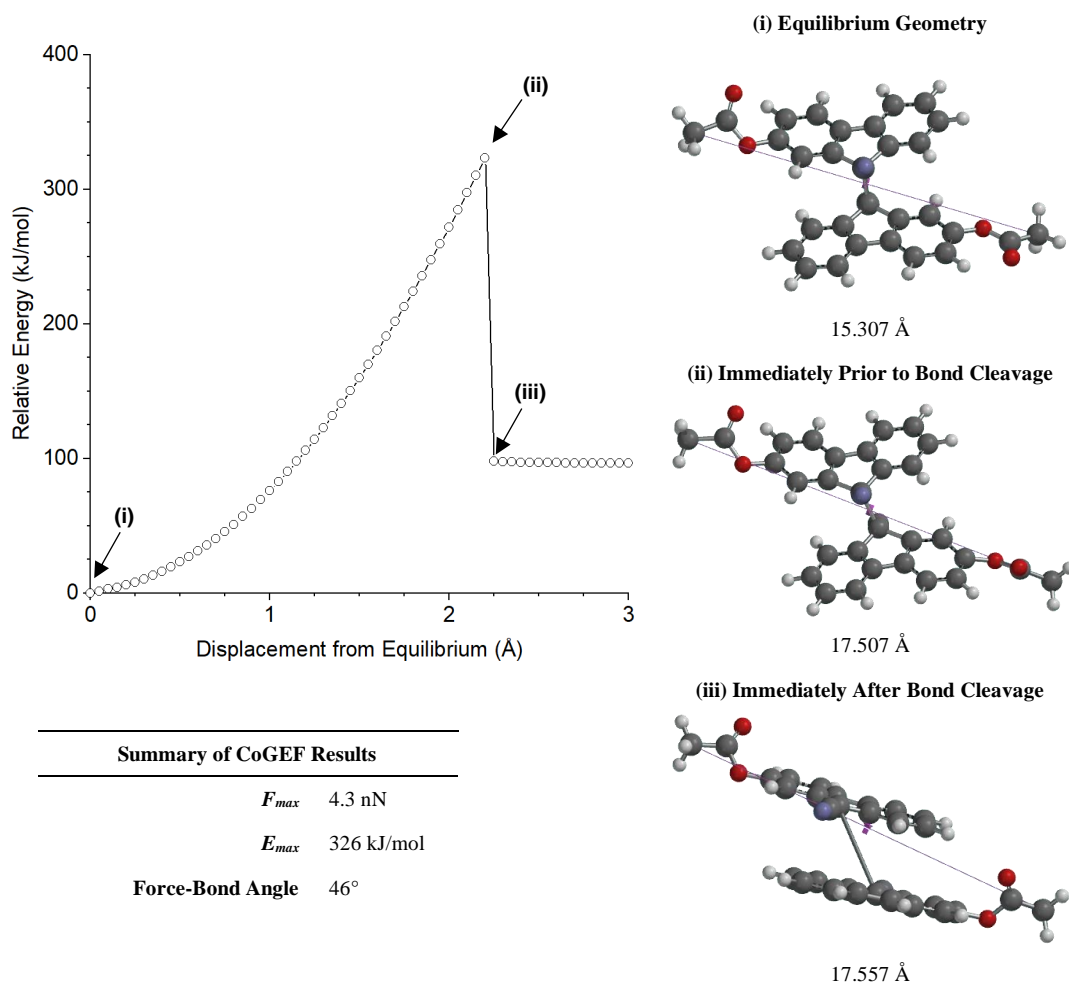 400
300
200
100
0
Relative Energy (kJ/mol)
0
1
2
3
Displacement from Equilibrium (Å)
(i)
(ii)
(iii)
Summary of CoGEF Results
Fmax 4.3 nN
Emax 326 kJ/mol
Force-Bond Angle 46°
(i) Equilibrium Geometry
15.307 Å
(ii) Immediately Prior to Bond Cleavage
17.507 Å
(iii) Immediately After Bond Cleavage
17.557 Å